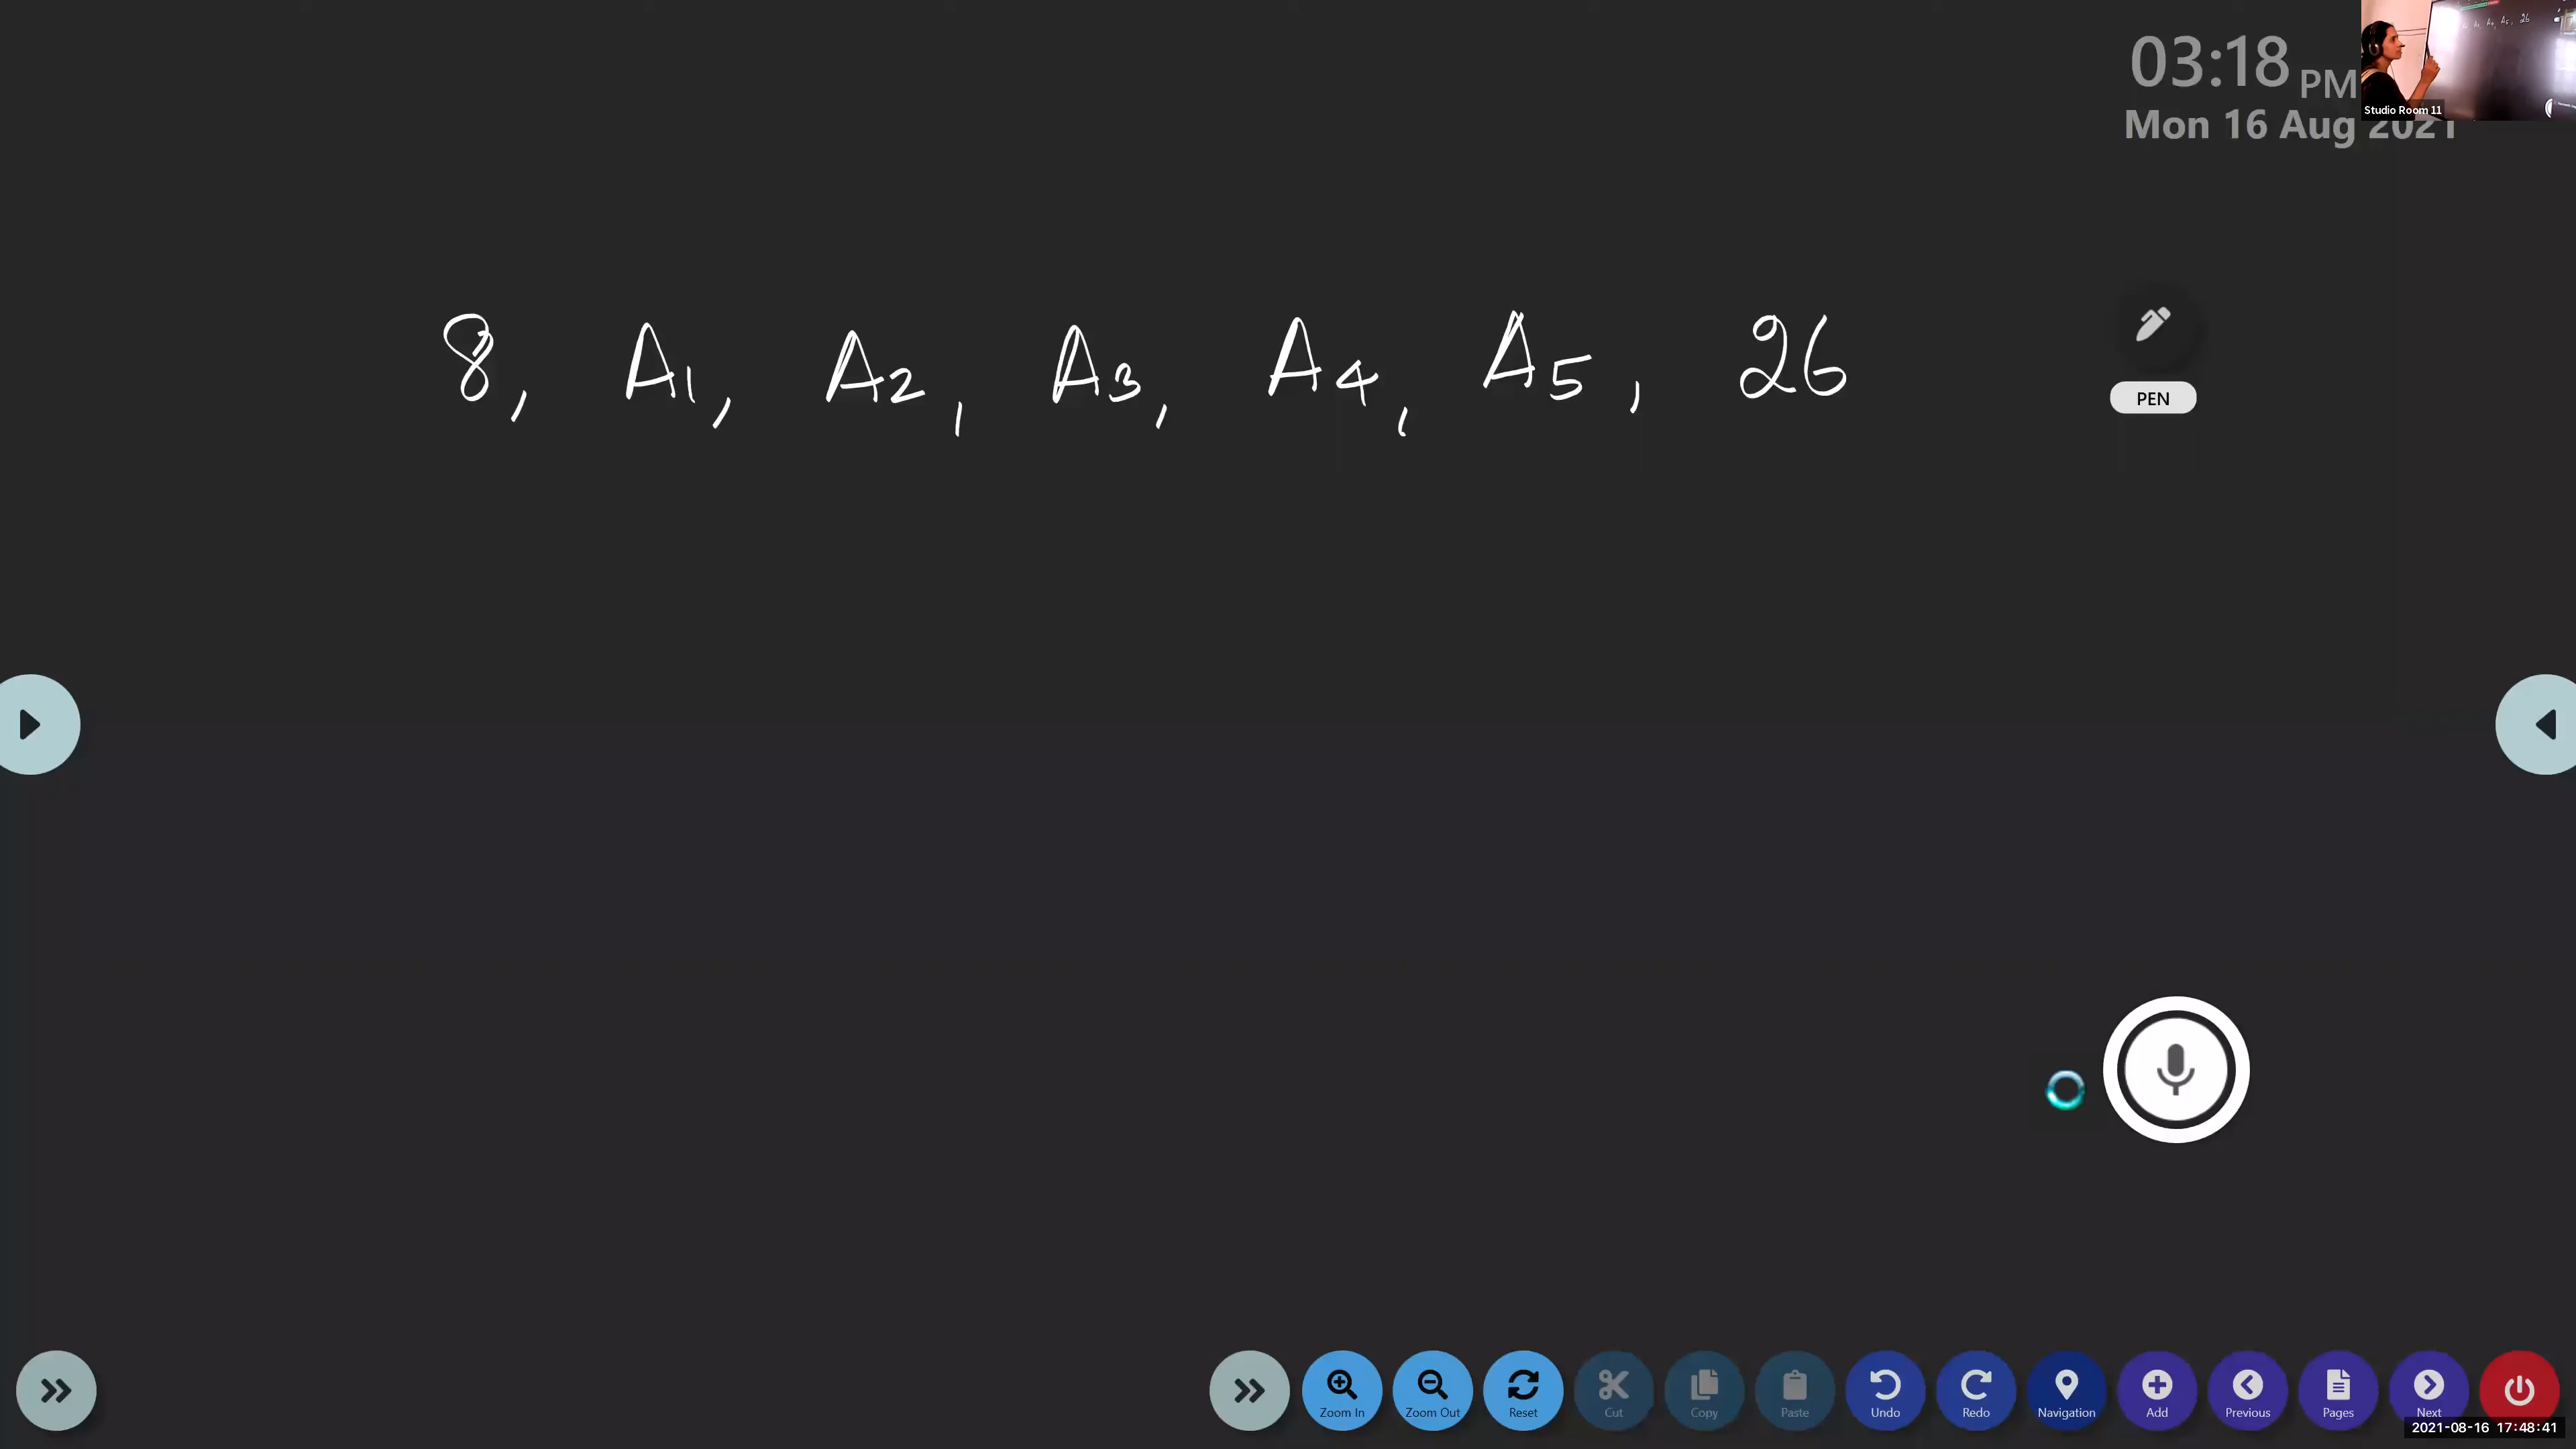 03:18 PM
Mon 16 Aug 2021
Studio Room 11
8, A1, A2, A3, A4, A5, 26
PEN
Zoom In
Zoom Out
Reset
Cut
Copy
Paste
Undo
Redo
Navigation
Add
Previous
Pages
Next
2021-08-16 17:48:41